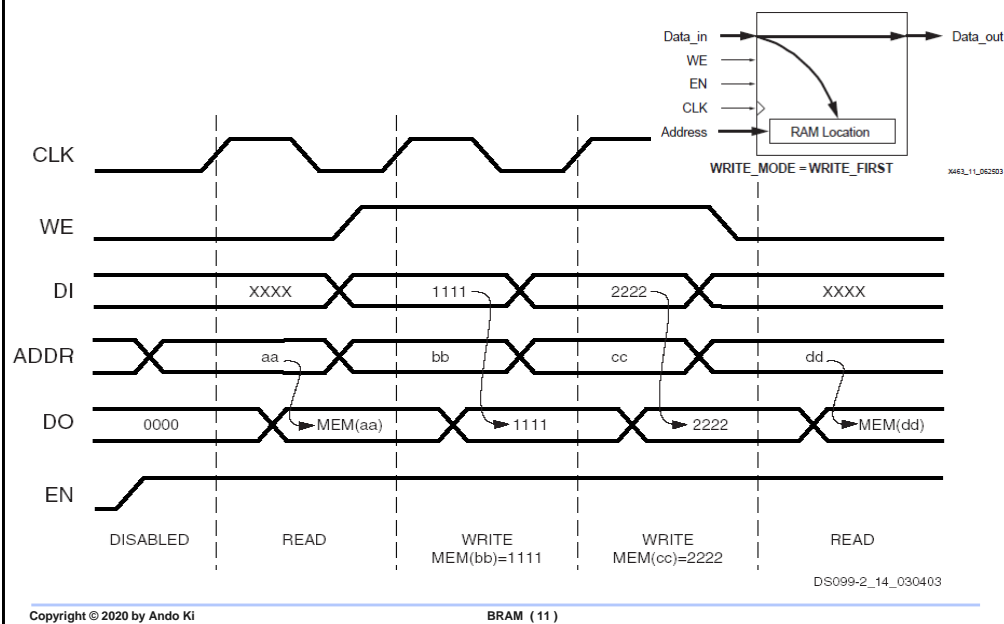 Data_in
Data_out
WE
EN
CLK
Address
RAM Location
WRITE_MODE = WRITE_FIRST
X463_11_062503
CLK
WE
DI XXXX 1111 2222 XXXX
ADDR aa bb cc dd
DO 0000 MEM(aa) 1111 2222 MEM(dd)
EN
DISABLED READ WRITE WRITE READ
MEM(bb)=1111 MEM(cc)=2222
DS099-2_14_030403
Copyright © 2020 by Ando Ki BRAM ( 11 )